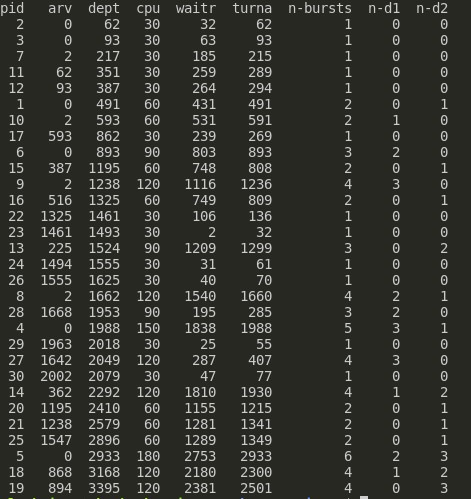 pid arv dept cpu waitr turna n-bursts n-d1 n-d2
2 0 62 30 32 62 1 0 0
3 0 93 30 63 93 1 0 0
7 2 217 30 185 215 1 0 0
11 62 351 30 259 289 1 0 0
12 93 387 30 264 294 1 0 0
1 0 491 60 431 491 2 0 1
10 2 593 60 531 591 2 1 0
17 593 862 30 239 269 1 0 0
6 0 893 90 803 893 3 2 0
15 387 1195 60 748 808 2 0 1
9 2 1238 120 1116 1236 4 3 0
16 516 1325 60 749 809 2 0 1
22 1325 1461 30 106 136 1 0 0
23 1461 1493 30 2 32 1 0 0
13 225 1524 90 1209 1299 3 0 2
24 1494 1555 30 31 61 1 0 0
26 1555 1625 30 40 70 1 0 0
8 2 1662 120 1540 1660 4 2 1
28 1668 1953 90 195 285 3 2 0
4 0 1988 150 1838 1988 5 3 1
29 1963 2018 30 25 55 1 0 0
27 1642 2049 120 287 407 4 3 0
30 2002 2079 30 47 77 1 0 0
14 362 2292 120 1810 1930 4 1 2
20 1195 2410 60 1155 1215 2 0 1
21 1238 2579 60 1281 1341 2 0 1
25 1547 2896 60 1289 1349 2 0 1
5 0 2933 180 2753 2933 6 2 3
18 868 3168 120 2180 2300 4 1 2
19 894 3395 120 2381 2501 4 0 3